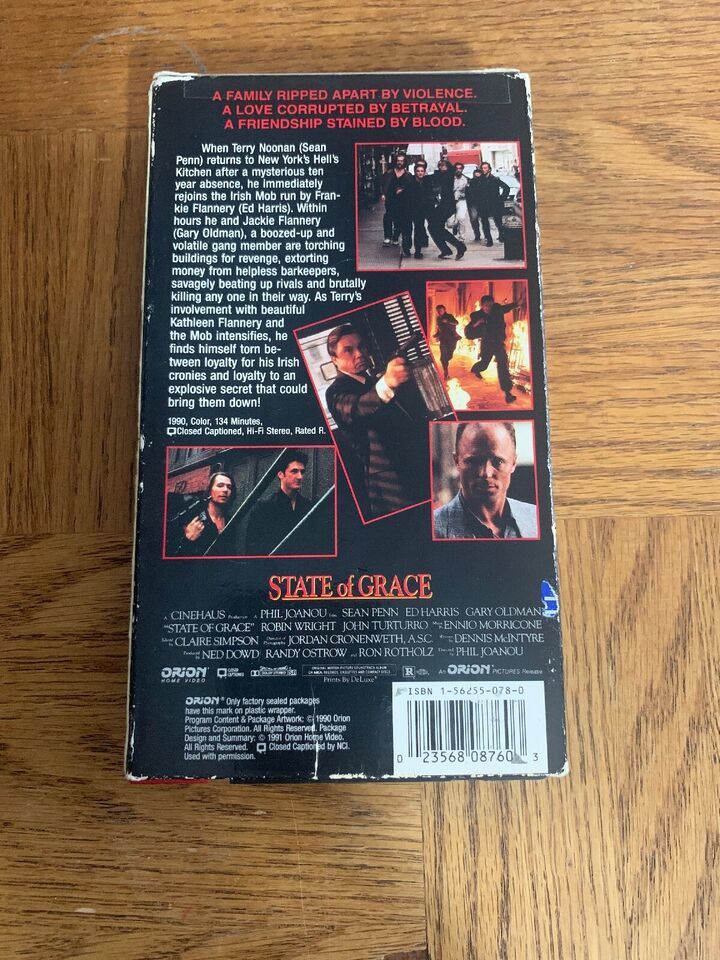 A FAMILY RIPPED APART BY VIOLENCE.
A LOVE CORRUPTED BY BETRAYAL.
A FRIENDSHIP STAINED BY BLOOD.
When Terry Noonan (Sean
Penn) returns to New York's Hell's
Kitchen after a mysterious ten
year absence, he immediately
rejoins the Irish Mob run by Fran-
kie Flannery (Ed Harris). Within
hours he and Jackie Flannery
(Gary Oldman), a boozed-up and
volatile gang member are torching
buildings for revenge, extorting
money from helpless barkeepers,
savagely beating up rivals and brutally
killing any one in their way. As Terry's
involvement with beautiful
Kathleen Flannery and
the Mob intensifies, he
finds himself torn be-
tween loyalty for his Irish
cronies and loyalty to an
explosive secret that could
bring them down!
1990, Color, 134 Minutes,
Closed Captioned, Hi-Fi Stereo, Rated R.
STATE of GRACE
A CINEHAUS A PHIL JOANOU SEAN PENN ED HARRIS GARY OLDMAN
"STATE OF GRACE" ROBIN WRIGHT JOHN TURTURRO ENNIO MORRICONE
CLAIRE SIMPSON JORDAN CRONENWETH, A.S.C. DENNIS McINTYRE
NED DOWD RANDY OSTROW RON ROTHOLZ PHIL JOANOU
ORION HOME VIDEO R An ORION PICTURES Release
Prints By DeLuxe
ORION® Only factory sealed packages
have this mark on plastic wrapper.
Program Content & Package Artwork: © 1990 Orion
Pictures Corporation. All Rights Reserved. Package
Design and Summary: © 1991 Orion Home Video.
All Rights Reserved. Closed Captioned by NCI.
Used with permission.
ISBN 1-56255-078-0
0 23568 08760 3